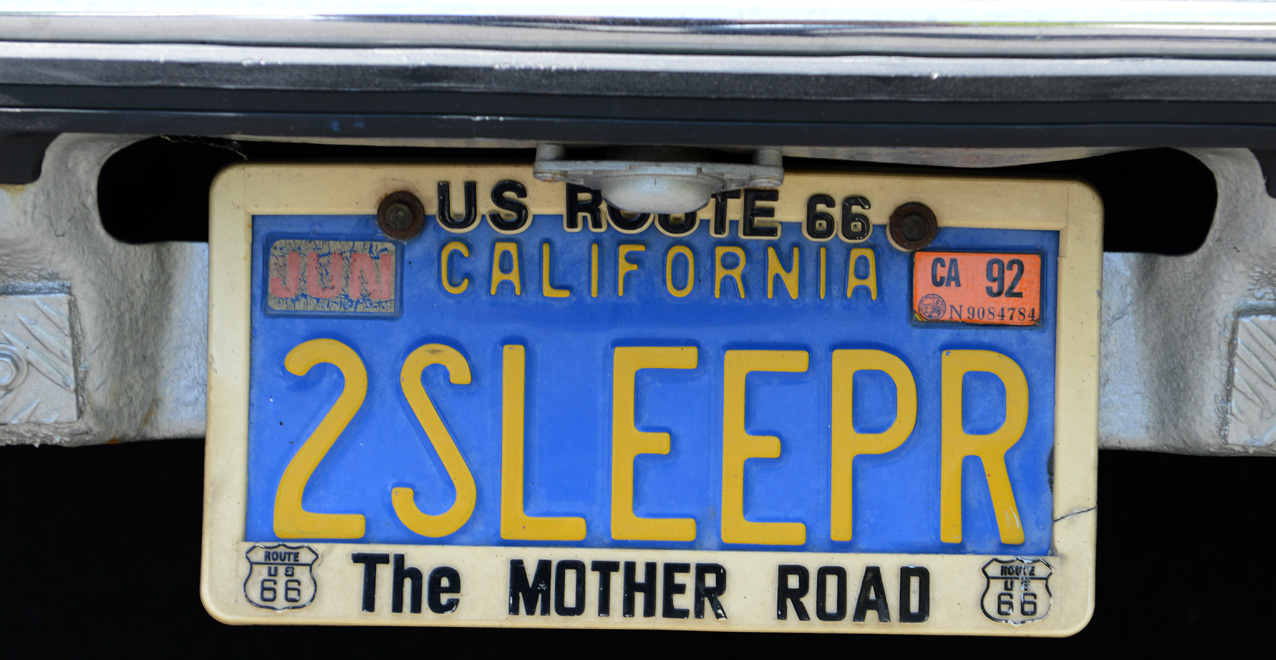 US ROUTE 66
CALIFORNIA
JUN
CA 92
N9084784
2SLEEPR
ROUTE
US
66
The MOTHER ROAD
ROUTE
US
66